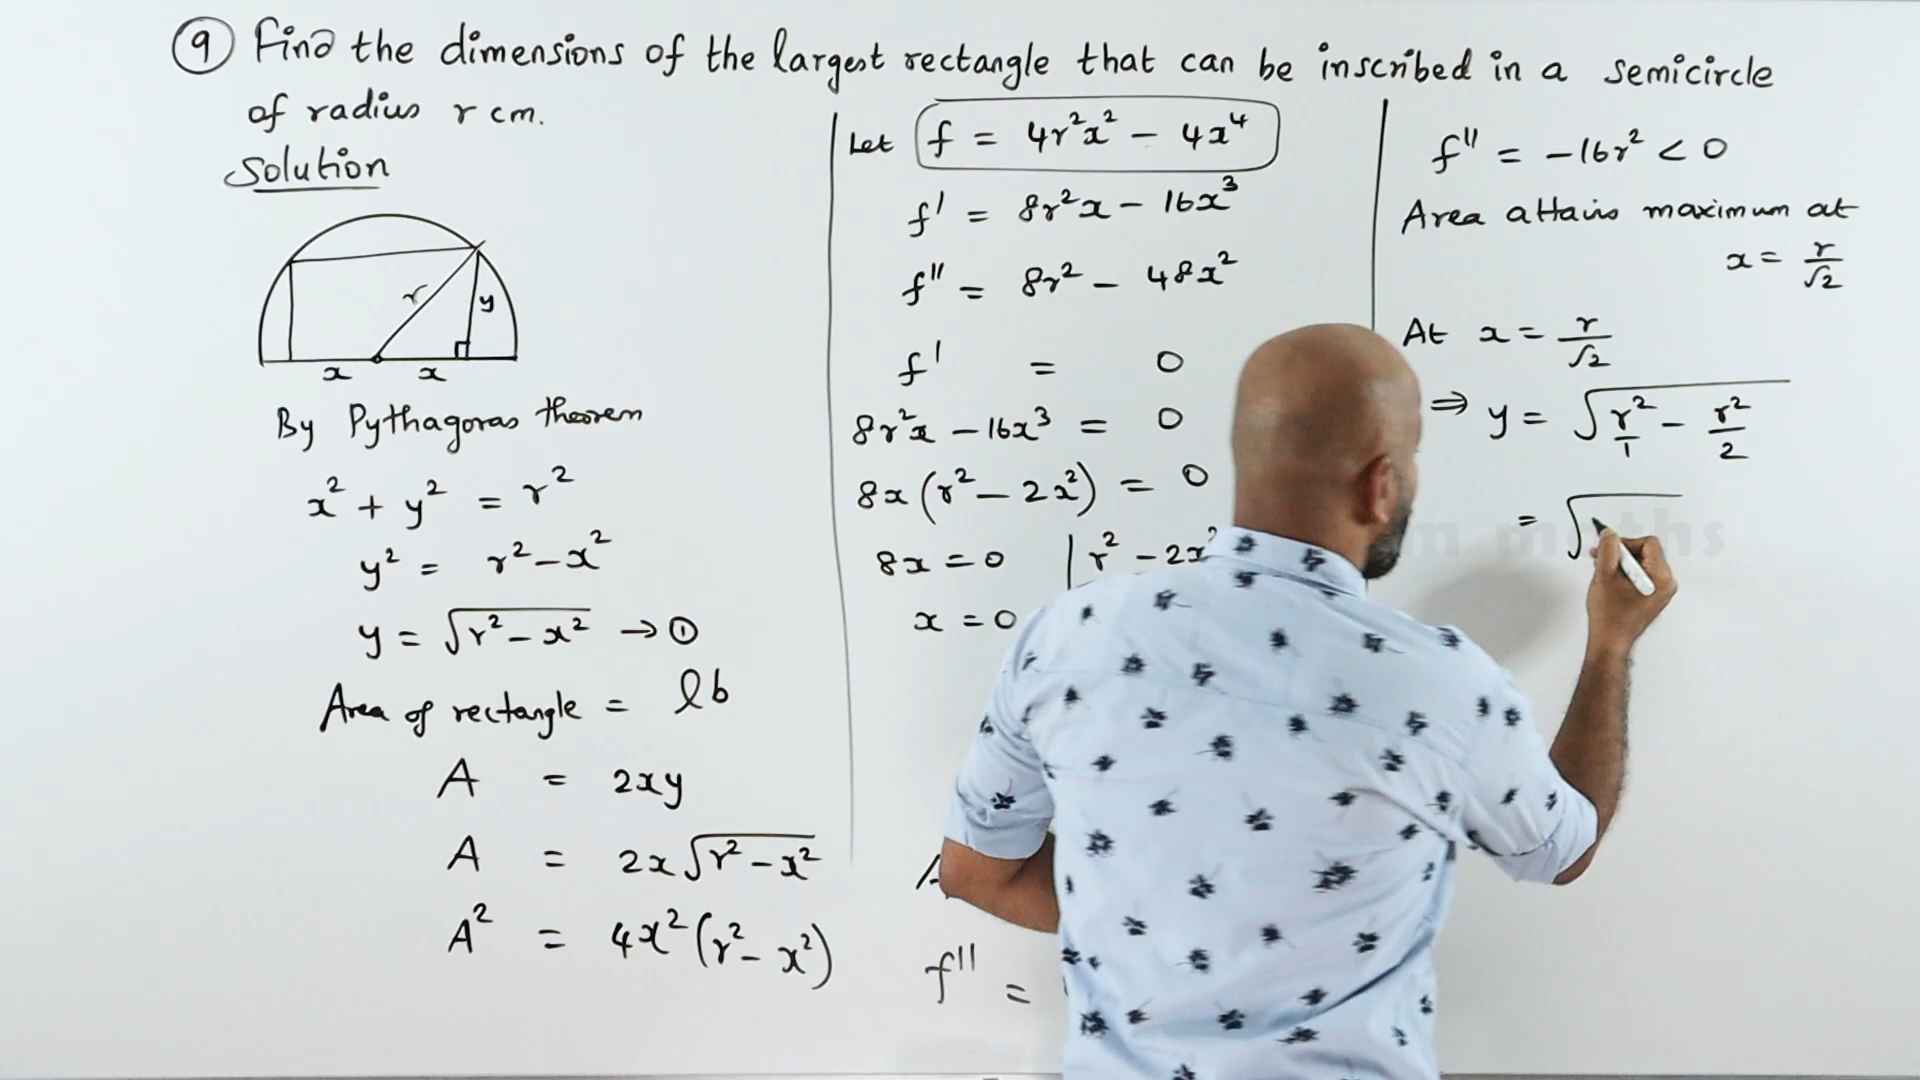 ⑨ Find the dimensions of the largest rectangle that can be inscribed in a semicircle
of radius r cm.
Solution
r
y
x x
By Pythagoras theorem
x² + y² = r²
y² = r² - x²
y = √(r² - x²) → ①
Area of rectangle = lb
A = 2xy
A = 2x√(r² - x²)
A² = 4x²(r² - x²)
Let f = 4r²x² - 4x⁴
f' = 8r²x - 16x³
f'' = 8r² - 48x²
f' = 0
8r²x - 16x³ = 0
8x(r² - 2x²) = 0
8x = 0 | r² - 2x²
x = 0
f'' =
f'' = -16r² < 0
Area attains maximum at
x = r/√2
At x = r/√2
⇒ y = √(r²/1 - r²/2)
= √